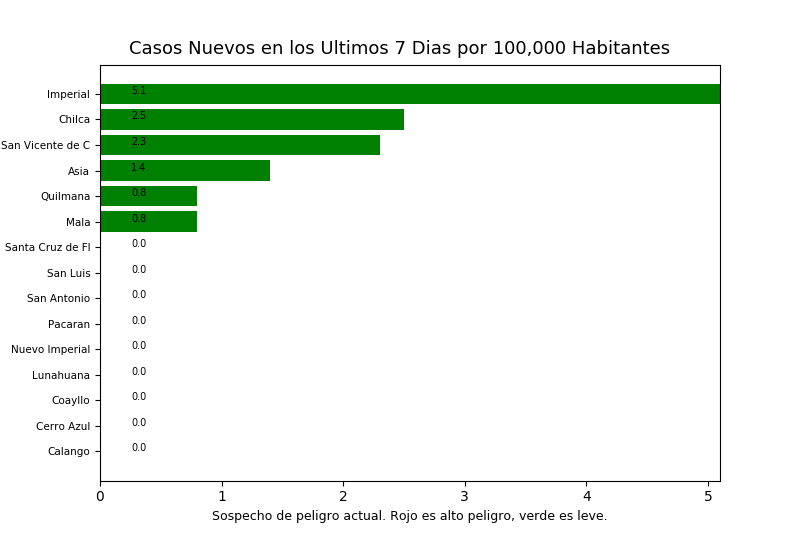 Casos Nuevos en los Ultimos 7 Dias por 100,000 Habitantes
Imperial 5.1
Chilca 2.5
San Vicente de C 2.3
Asia 1.4
Quilmana 0.8
Mala 0.8
Santa Cruz de Fl 0.0
San Luis 0.0
San Antonio 0.0
Pacaran 0.0
Nuevo Imperial 0.0
Lunahuana 0.0
Coayllo 0.0
Cerro Azul 0.0
Calango 0.0
0 1 2 3 4 5
Sospecho de peligro actual. Rojo es alto peligro, verde es leve.